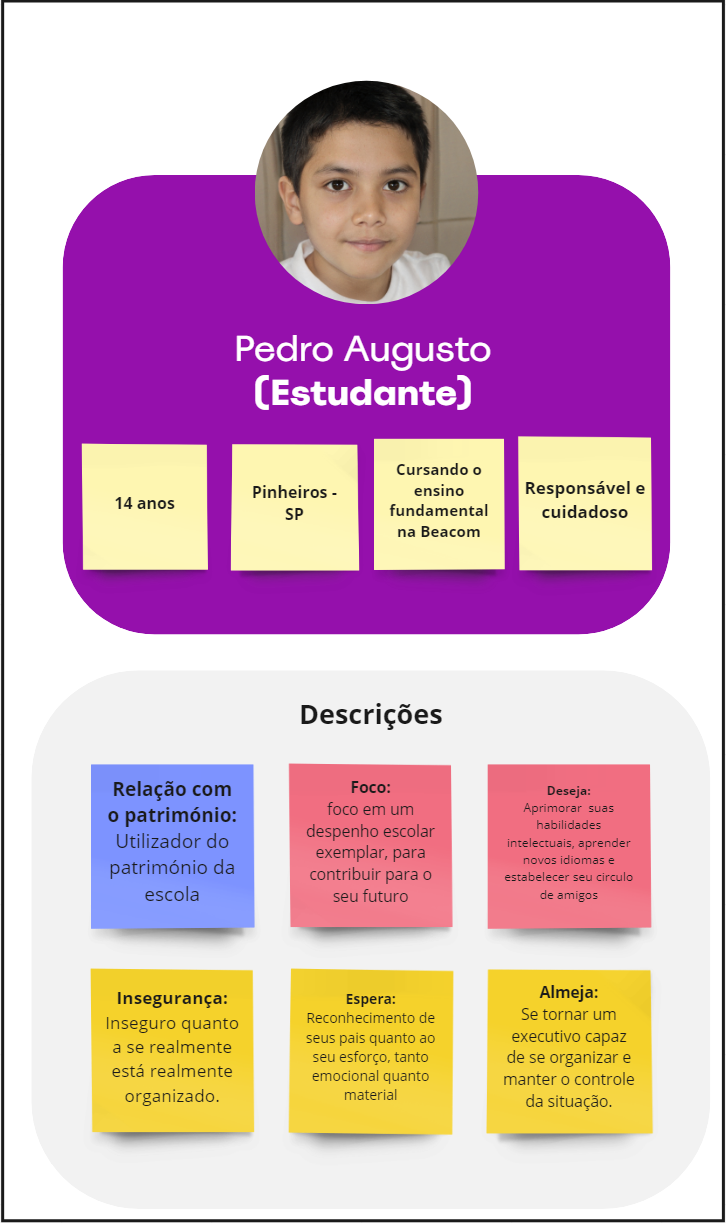 Pedro Augusto
(Estudante)
14 anos
Pinheiros -
SP
Cursando o
ensino
fundamental
na Beacom
Responsável e
cuidadoso
Descrições
Relação com
o património:
Utilizador do
património da
escola
Foco:
foco em um
despenho escolar
exemplar, para
contribuir para o
seu futuro
Deseja:
Aprimorar suas
habilidades
intelectuais, aprender
novos idiomas e
estabelecer seu circulo
de amigos
Insegurança:
Inseguro quanto
a se realmente
está realmente
organizado.
Espera:
Reconhecimento de
seus pais quanto ao
seu esforço, tanto
emocional quanto
material
Almeja:
Se tornar um
executivo capaz
de se organizar e
manter o controle
da situação.